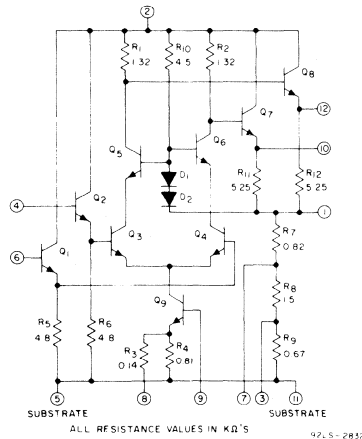 2
R1 1.32
R10 4.5
R2 1.32
Q8
Q7
12
Q5
Q6
10
D1
R11 5.25
R12 5.25
Q2
D2
4
1
Q3
Q4
R7 0.82
6
Q1
Q9
R8 1.5
R5 4.8
R6 4.8
R3 0.14
R4 0.81
R9 0.67
5
8
9
7
3
11
SUBSTRATE
SUBSTRATE
ALL RESISTANCE VALUES IN KΩ'S
92LS-2832